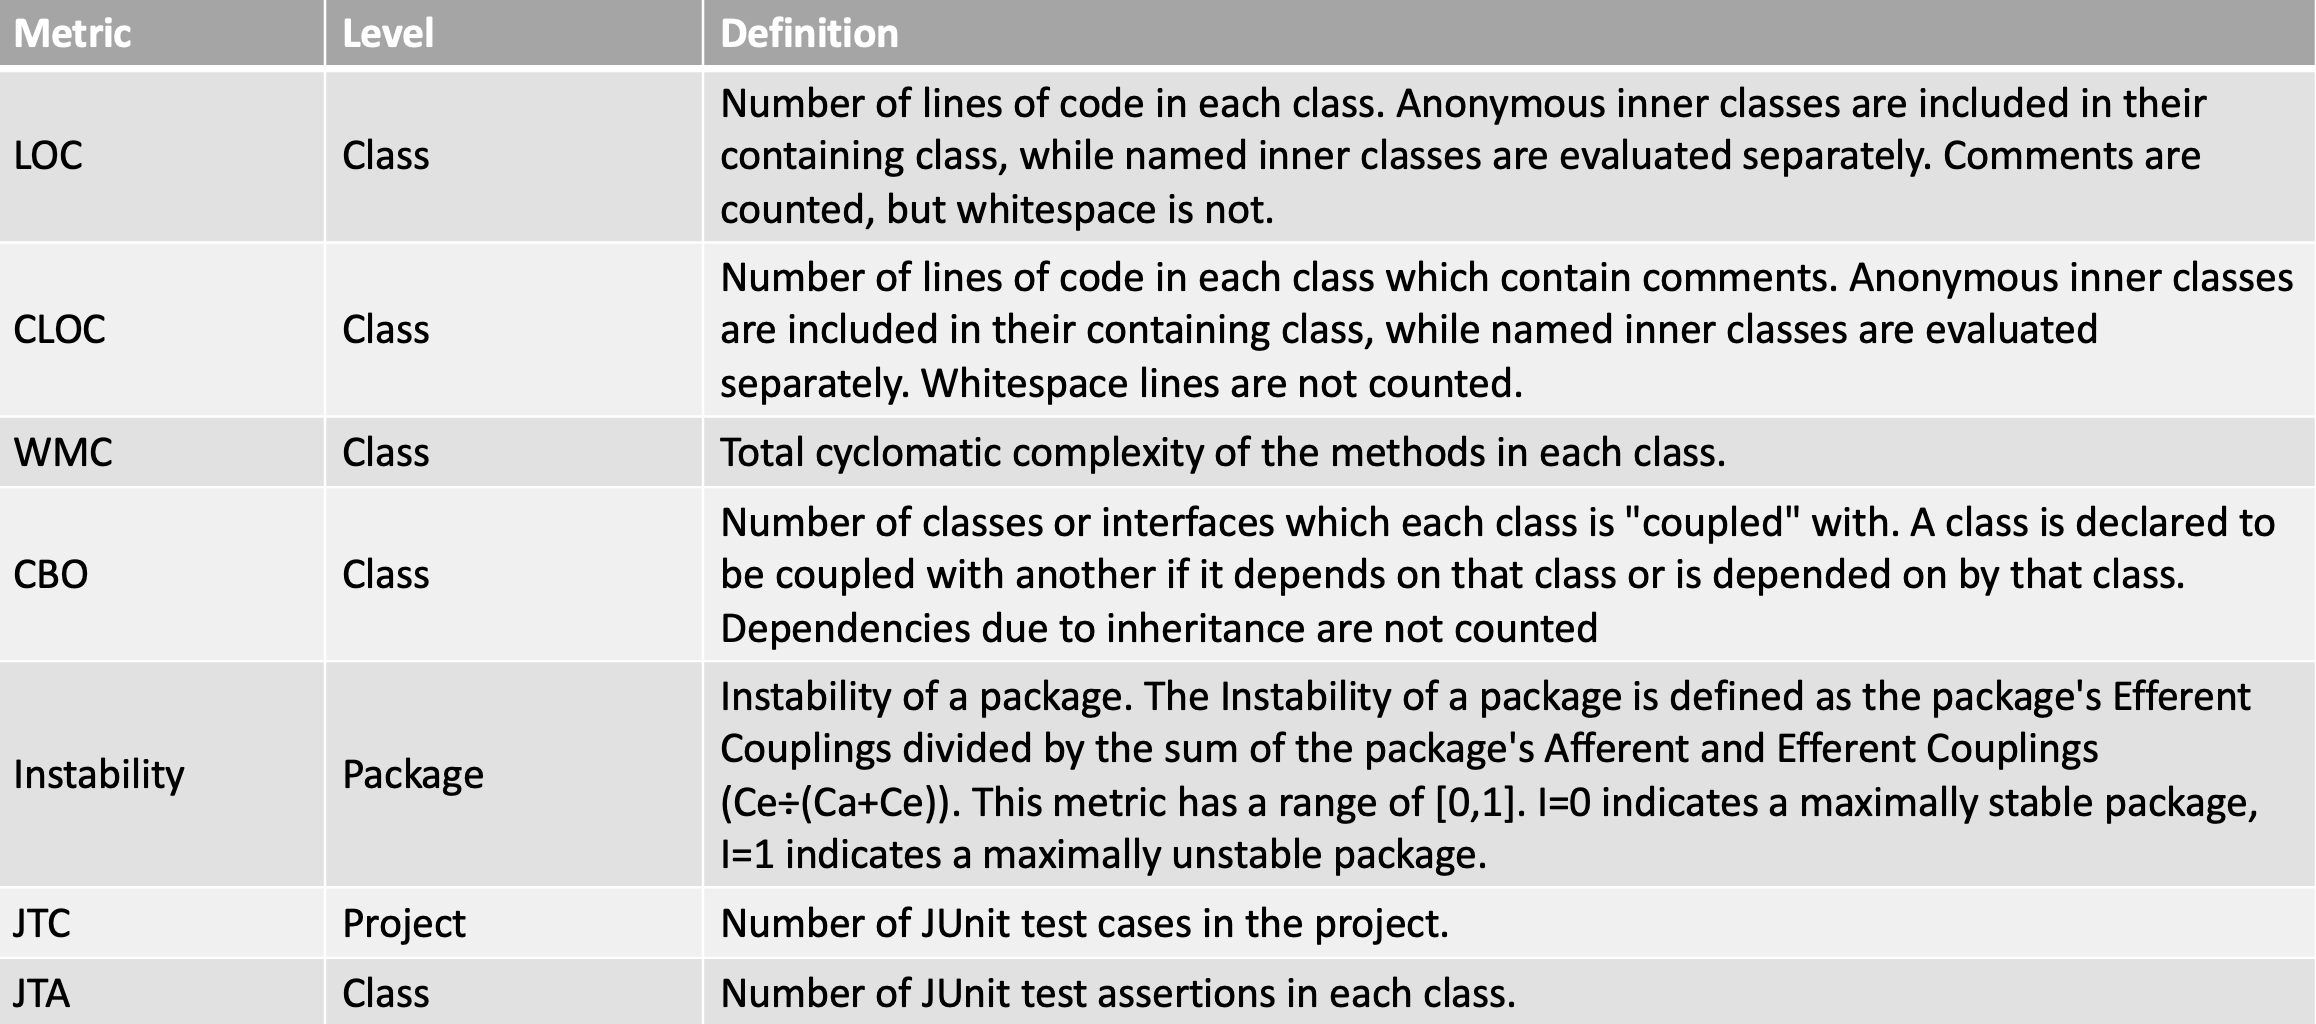 Metric Level Definition
LOC Class Number of lines of code in each class. Anonymous inner classes are included in their
containing class, while named inner classes are evaluated separately. Comments are
counted, but whitespace is not.
CLOC Class Number of lines of code in each class which contain comments. Anonymous inner classes
are included in their containing class, while named inner classes are evaluated
separately. Whitespace lines are not counted.
WMC Class Total cyclomatic complexity of the methods in each class.
CBO Class Number of classes or interfaces which each class is "coupled" with. A class is declared to
be coupled with another if it depends on that class or is depended on by that class.
Dependencies due to inheritance are not counted
Instability Package Instability of a package. The Instability of a package is defined as the package's Efferent
Couplings divided by the sum of the package's Afferent and Efferent Couplings
(Ce÷(Ca+Ce)). This metric has a range of [0,1]. I=0 indicates a maximally stable package,
I=1 indicates a maximally unstable package.
JTC Project Number of JUnit test cases in the project.
JTA Class Number of JUnit test assertions in each class.